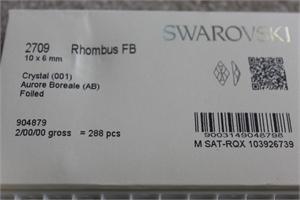 SWAROVSKI
2709 Rhombus FB
10 x 6 mm
Crystal (001)
Aurore Boreale (AB)
Foiled
904879
2/00/00 gross = 288 pcs
9003149048798
M SAT-RQX 103926739